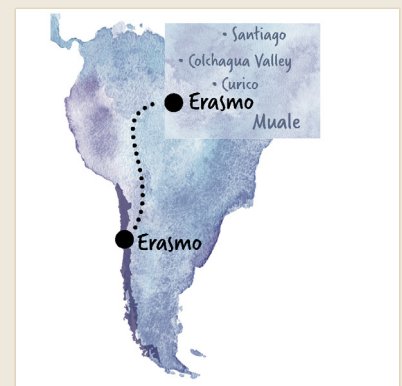 • Santiago
• Colchagua Valley
• Curico
Erasmo
Muale
Erasmo